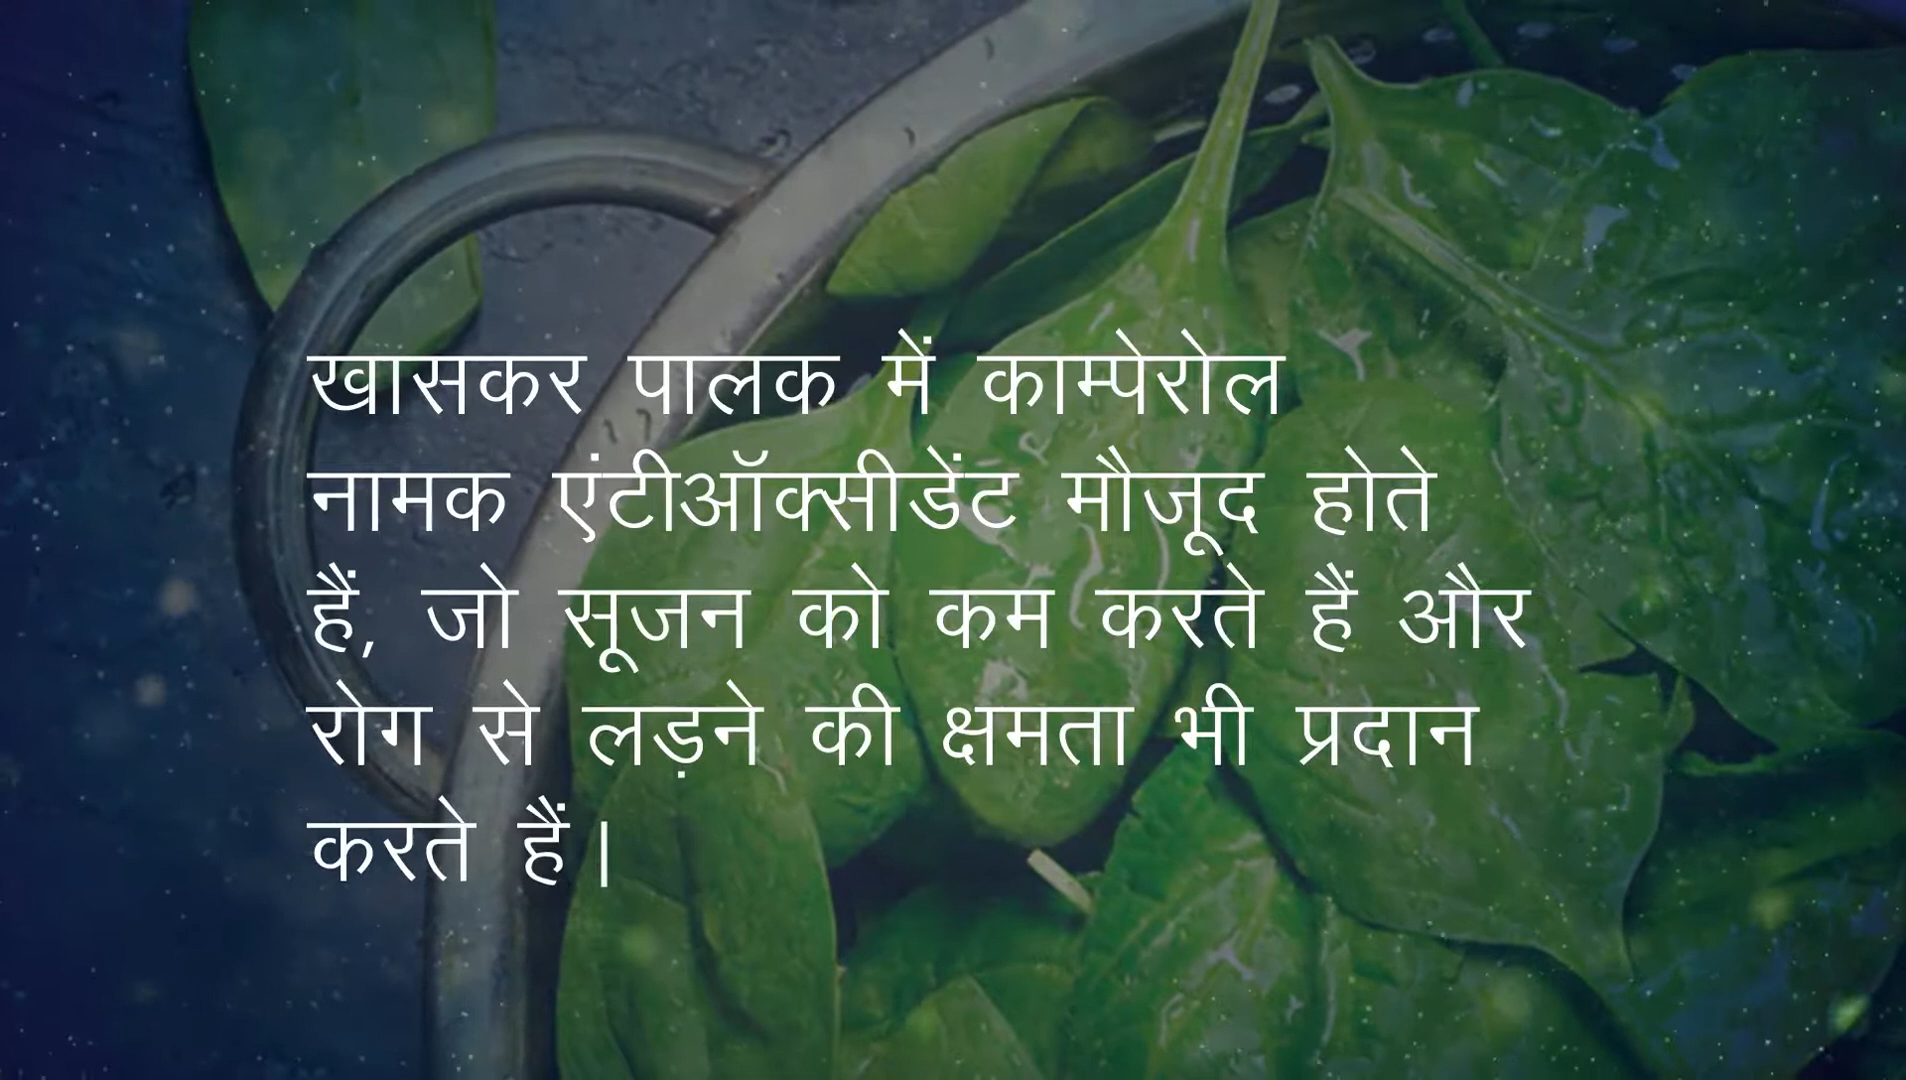 खासकर पालक में काम्पेरोल
नामक एंटीऑक्सीडेंट मौजूद होते
हैं, जो सूजन को कम करते हैं और
रोग से लड़ने की क्षमता भी प्रदान
करते हैं।